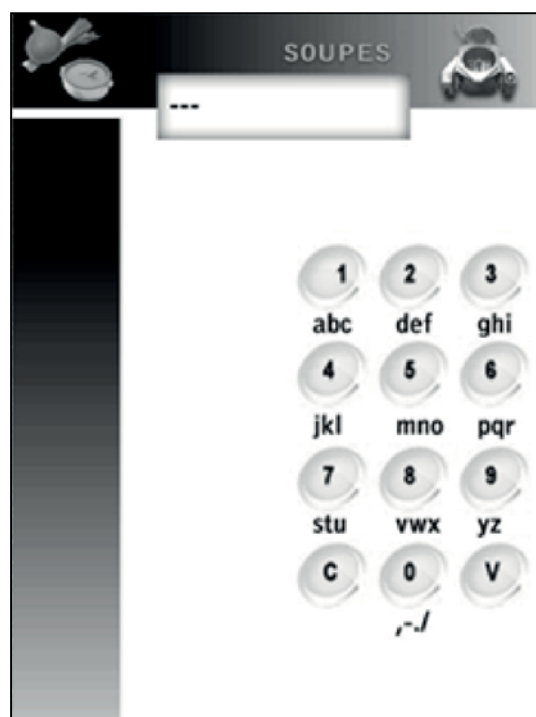 SOUPES
---
1 2 3
abc def ghi
4 5 6
jkl mno pqr
7 8 9
stu vwx yz
C 0 V
,-./